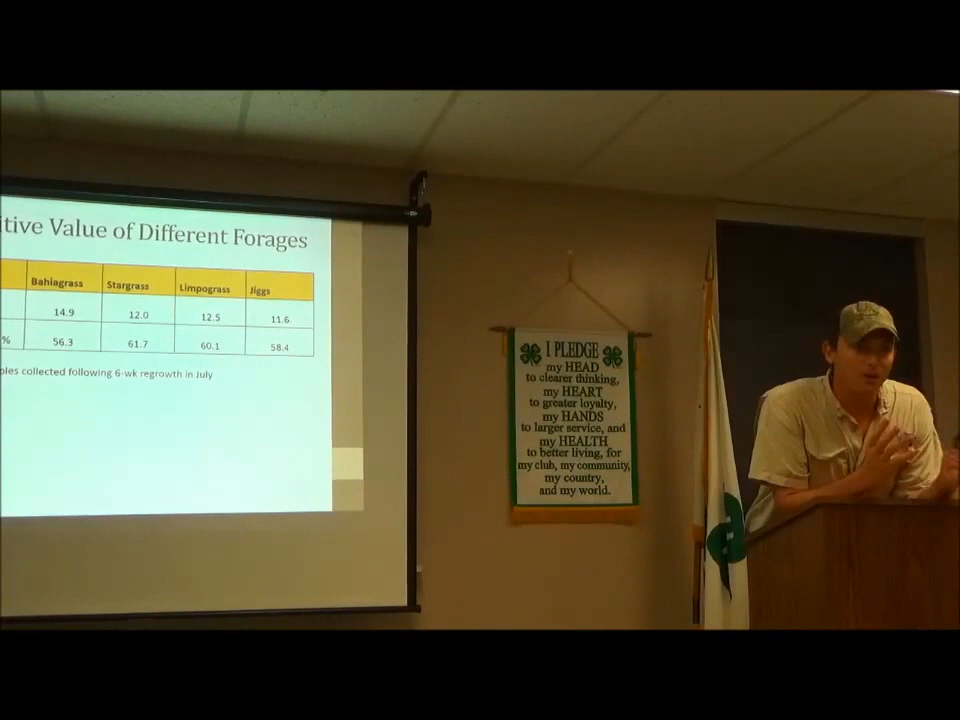 itive Value of Different Forages
Bahiagrass Stargrass Limpograss Jiggs
14.9 12.0 12.5 11.6
% 56.3 61.7 60.1 58.4
ples collected following 6-wk regrowth in July
I PLEDGE
my HEAD
to clearer thinking,
my HEART
to greater loyalty,
my HANDS
to larger service, and
my HEALTH
to better living, for
my club, my community,
my country,
and my world.